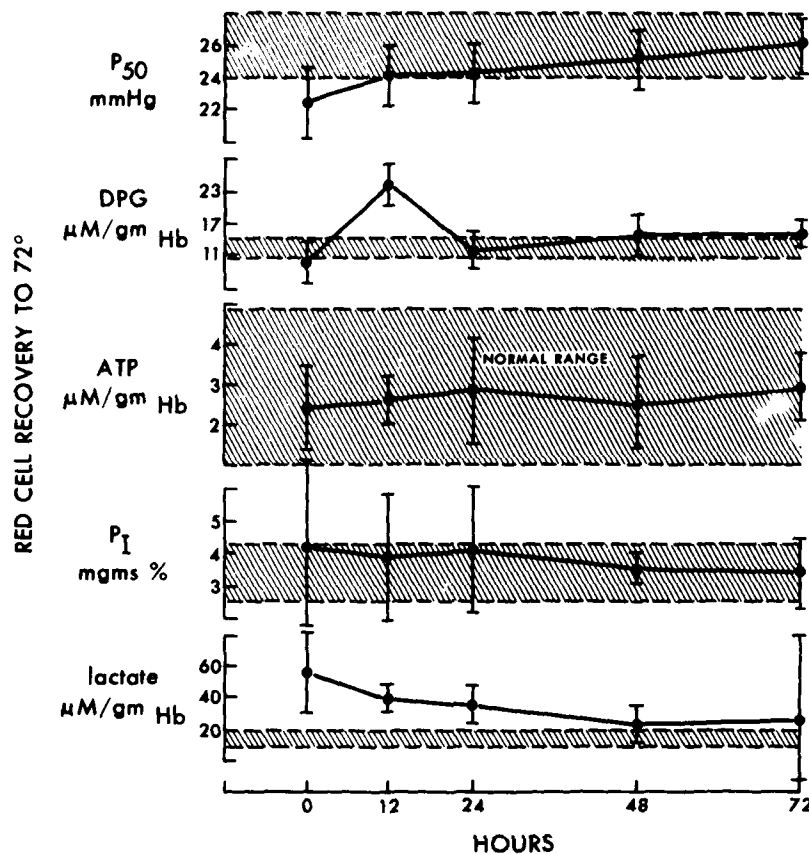 RED CELL RECOVERY TO 72°
P50
mmHg
26
24
22
DPG
μM/gm Hb
23
17
11
ATP
μM/gm Hb
4
3
2
NORMAL RANGE
PI
mgms %
5
4
3
lactate
μM/gm Hb
60
40
20
0 12 24 48 72
HOURS